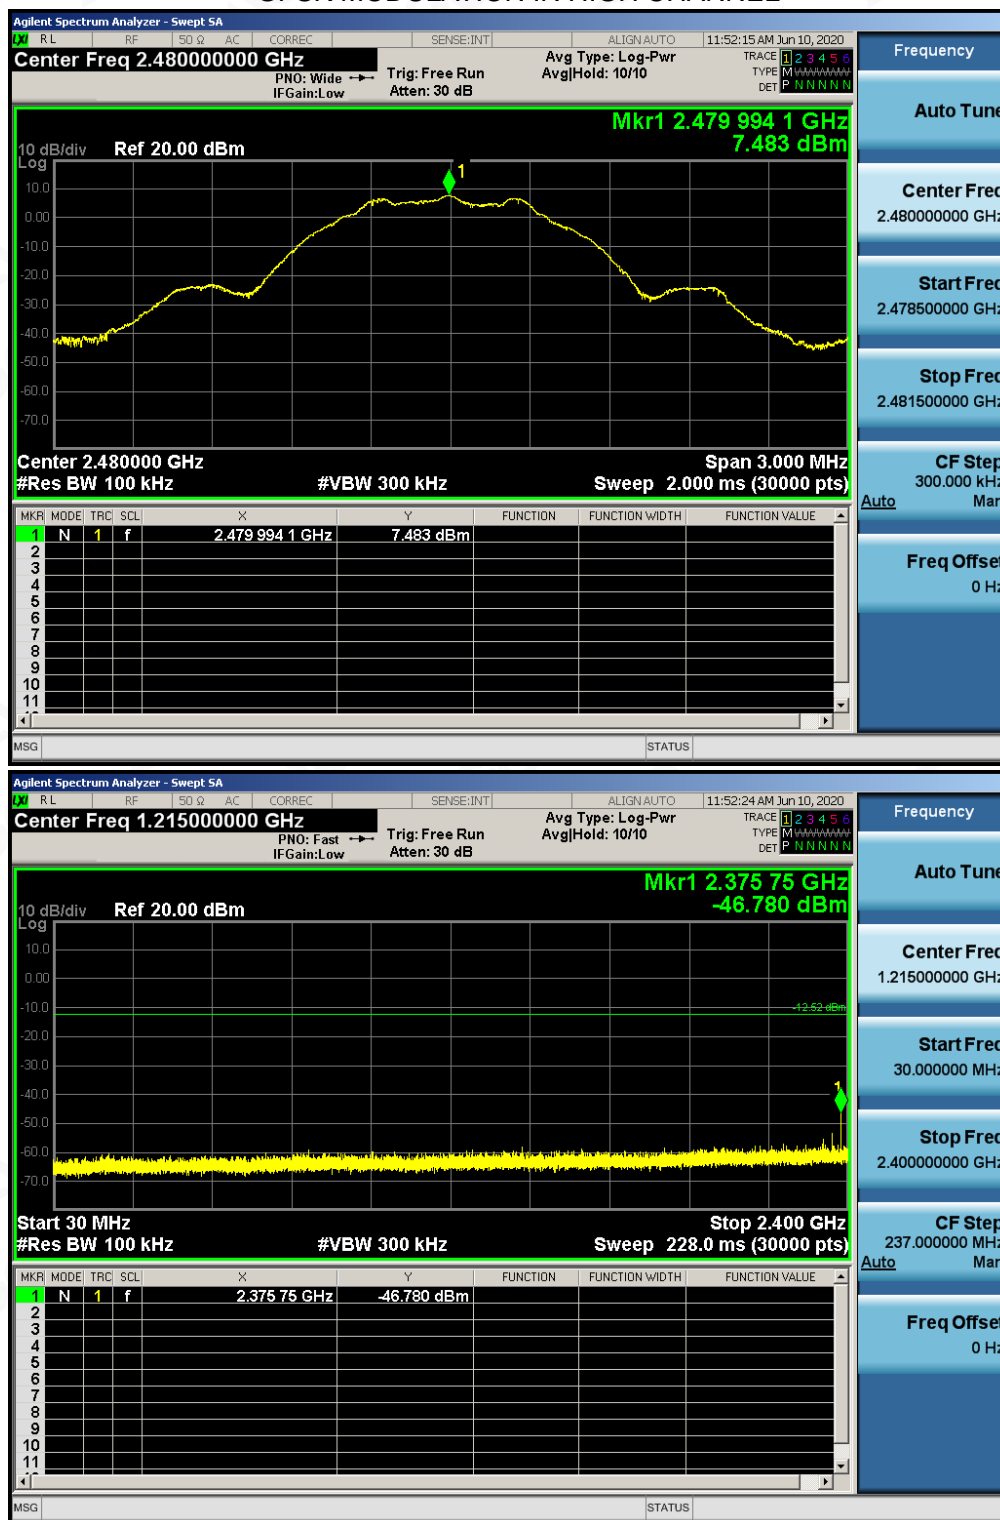 Agilent Spectrum Analyzer - Swept SA
LXI RL RF 50 Ω AC CORREC SENSE:INT ALIGN AUTO 11:52:15 AM Jun 10, 2020
Center Freq 2.480000000 GHz
PNO: Wide
IFGain:Low
Trig: Free Run
Atten: 30 dB
Avg Type: Log-Pwr
Avg|Hold: 10/10
TRACE 1 2 3 4 5 6
TYPE M
DET P N N N N N
Frequency
Mkr1 2.479 994 1 GHz
7.483 dBm
10 dB/div
Log
Ref 20.00 dBm
1
10.0
0.00
-10.0
-20.0
-30.0
-40.0
-50.0
-60.0
-70.0
Center 2.480000 GHz
#Res BW 100 kHz
#VBW 300 kHz
Span 3.000 MHz
Sweep 2.000 ms (30000 pts)
MKR MODE TRC SCL X Y FUNCTION FUNCTION WIDTH FUNCTION VALUE
1 N 1 f 2.479 994 1 GHz 7.483 dBm
2
3
4
5
6
7
8
9
10
11
MSG STATUS
Auto Tune
Center Freq
2.480000000 GHz
Start Freq
2.478500000 GHz
Stop Freq
2.481500000 GHz
CF Step
300.000 kHz
Auto Man
Freq Offset
0 Hz
Agilent Spectrum Analyzer - Swept SA
LXI RL RF 50 Ω AC CORREC SENSE:INT ALIGN AUTO 11:52:24 AM Jun 10, 2020
Center Freq 1.215000000 GHz
PNO: Fast
IFGain:Low
Trig: Free Run
Atten: 30 dB
Avg Type: Log-Pwr
Avg|Hold: 10/10
TRACE 1 2 3 4 5 6
TYPE M
DET P N N N N N
Frequency
Mkr1 2.375 75 GHz
-46.780 dBm
10 dB/div
Log
Ref 20.00 dBm
10.0
0.00
-10.0
-12.52 dBm
-20.0
-30.0
-40.0
1
-50.0
-60.0
-70.0
Start 30 MHz
#Res BW 100 kHz
#VBW 300 kHz
Stop 2.400 GHz
Sweep 228.0 ms (30000 pts)
MKR MODE TRC SCL X Y FUNCTION FUNCTION WIDTH FUNCTION VALUE
1 N 1 f 2.375 75 GHz -46.780 dBm
2
3
4
5
6
7
8
9
10
11
MSG STATUS
Auto Tune
Center Freq
1.215000000 GHz
Start Freq
30.000000 MHz
Stop Freq
2.400000000 GHz
CF Step
237.000000 MHz
Auto Man
Freq Offset
0 Hz